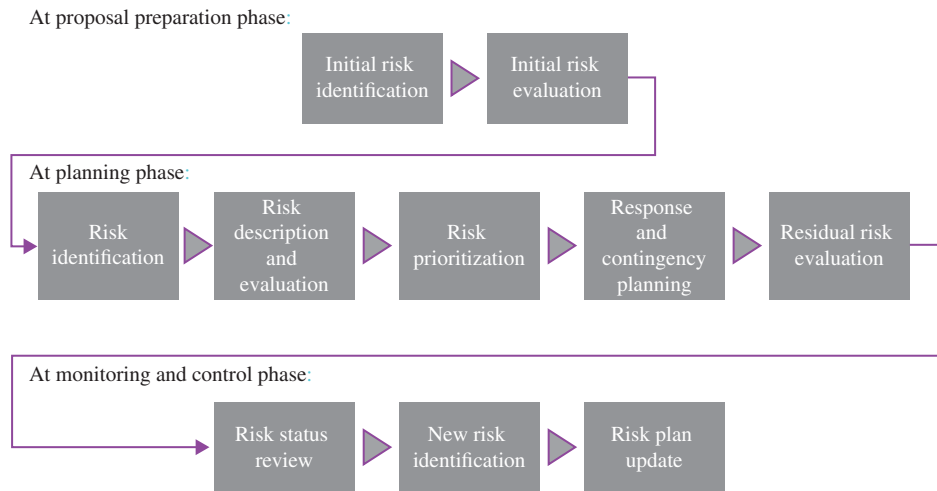 At proposal preparation phase:
Initial risk
identification
Initial risk
evaluation
At planning phase:
Risk
identification
Risk
description
and
evaluation
Risk
prioritization
Response
and
contingency
planning
Residual risk
evaluation
At monitoring and control phase:
Risk status
review
New risk
identification
Risk plan
update